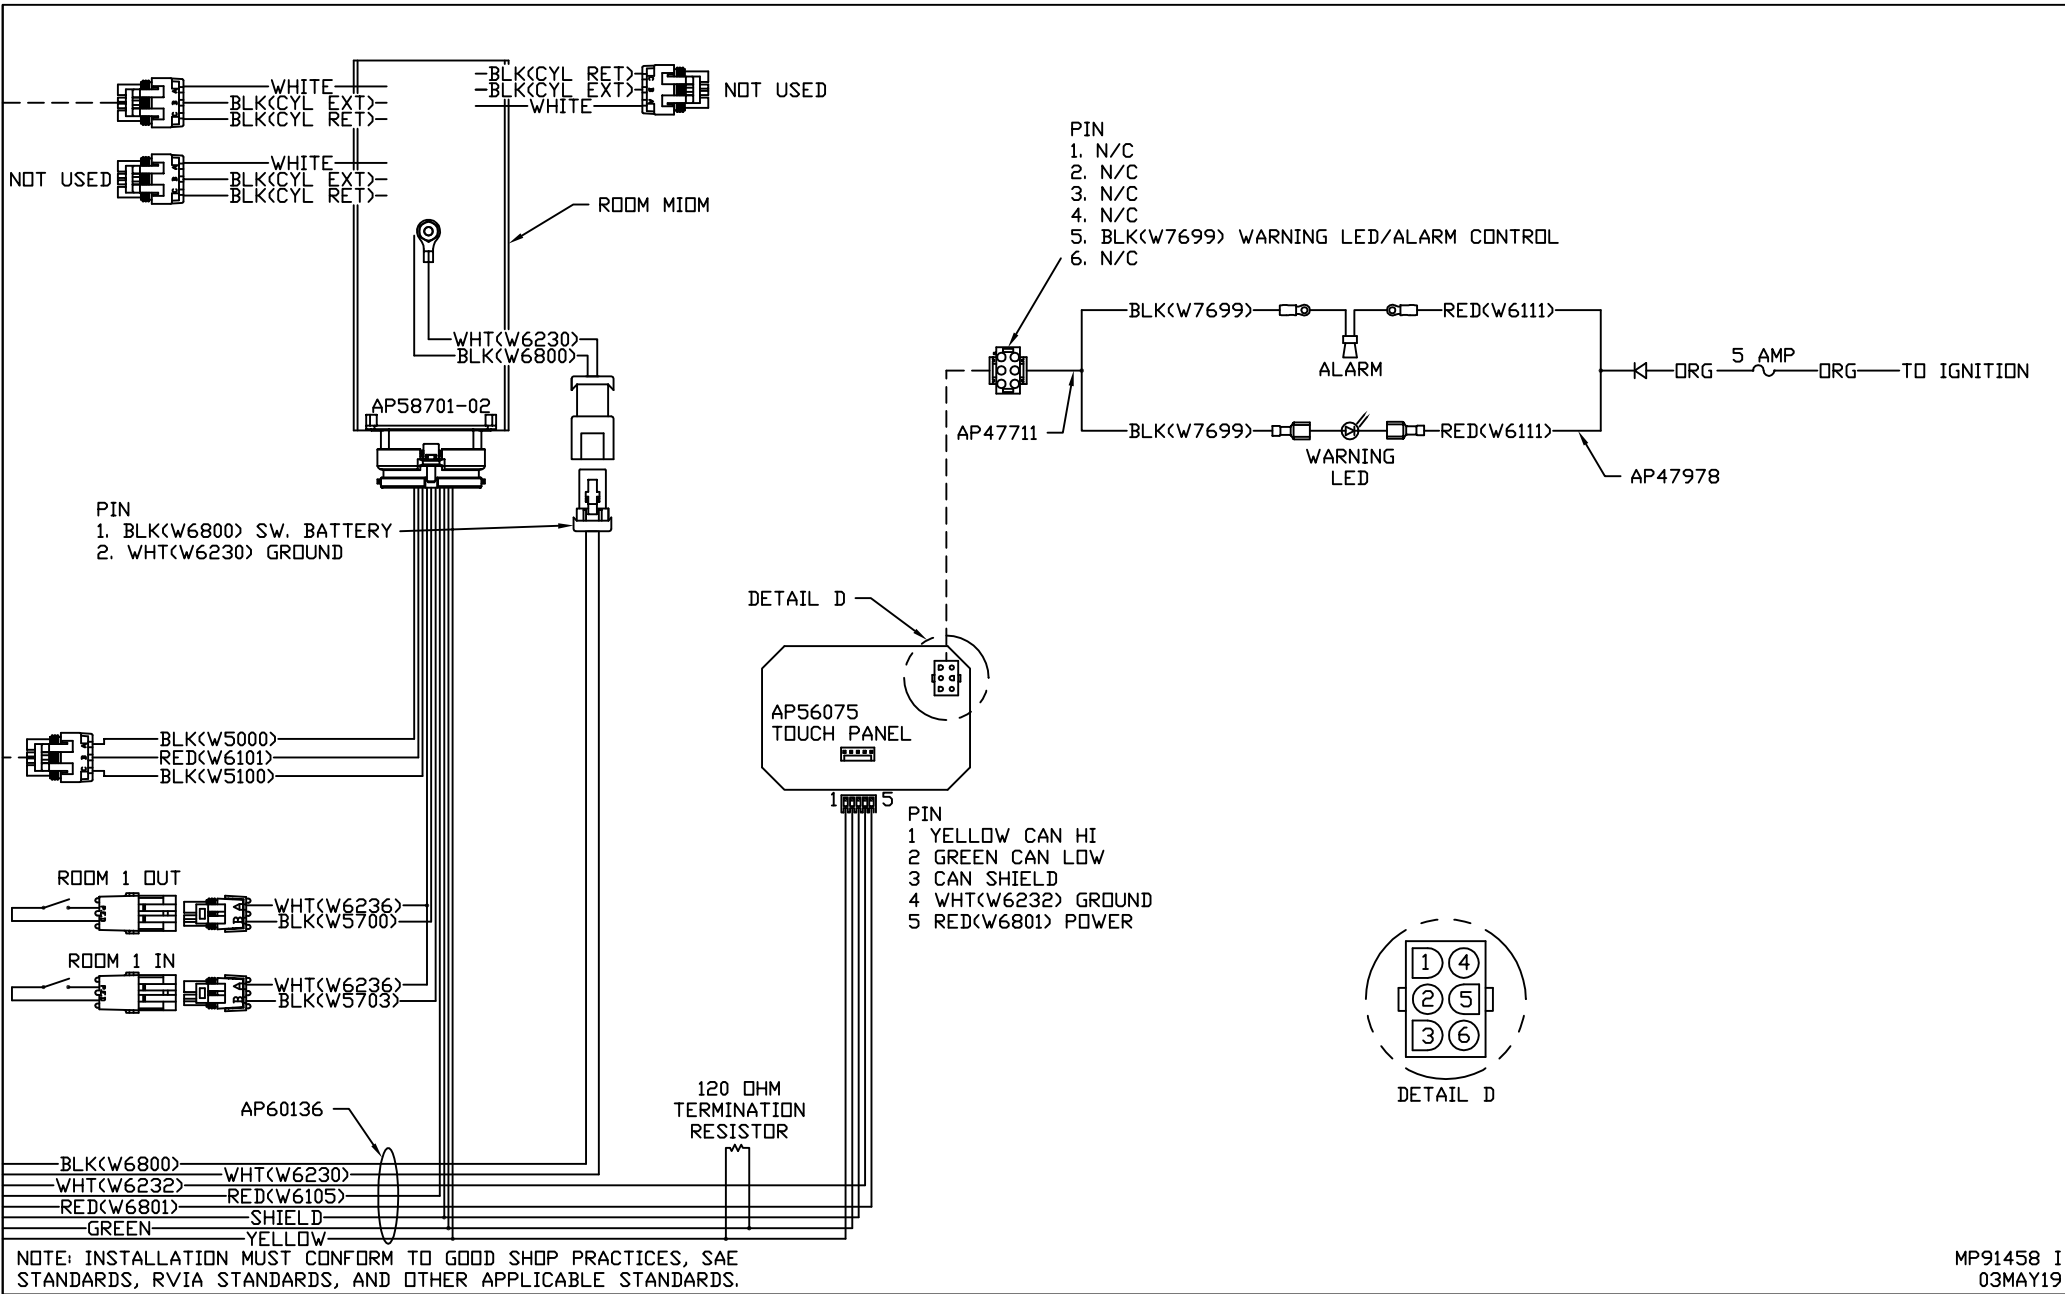 WHITE
BLK(CYL EXT)
BLK(CYL RET)
BLK(CYL RET)
BLK(CYL EXT)
WHITE
NOT USED
NOT USED
WHITE
BLK(CYL EXT)
BLK(CYL RET)
ROOM MIOM
WHT(W6230)
BLK(W6800)
AP58701-02
PIN
1. BLK(W6800) SW. BATTERY
2. WHT(W6230) GROUND
PIN
1. N/C
2. N/C
3. N/C
4. N/C
5. BLK(W7699) WARNING LED/ALARM CONTROL
6. N/C
BLK(W7699)
RED(W6111)
ALARM
5 AMP
ORG
ORG
TO IGNITION
AP47711
BLK(W7699)
RED(W6111)
WARNING
LED
AP47978
DETAIL D
AP56075
TOUCH PANEL
1
5
PIN
1 YELLOW CAN HI
2 GREEN CAN LOW
3 CAN SHIELD
4 WHT(W6232) GROUND
5 RED(W6801) POWER
BLK(W5000)
RED(W6101)
BLK(W5100)
ROOM 1 OUT
A
B
WHT(W6236)
BLK(W5700)
ROOM 1 IN
A
B
WHT(W6236)
BLK(W5703)
1 4
2 5
3 6
DETAIL D
120 OHM
TERMINATION
RESISTOR
AP60136
BLK(W6800)
WHT(W6230)
WHT(W6232)
RED(W6105)
RED(W6801)
SHIELD
GREEN
YELLOW
NOTE: INSTALLATION MUST CONFORM TO GOOD SHOP PRACTICES, SAE
STANDARDS, RVIA STANDARDS, AND OTHER APPLICABLE STANDARDS.
MP91458 I
03MAY19